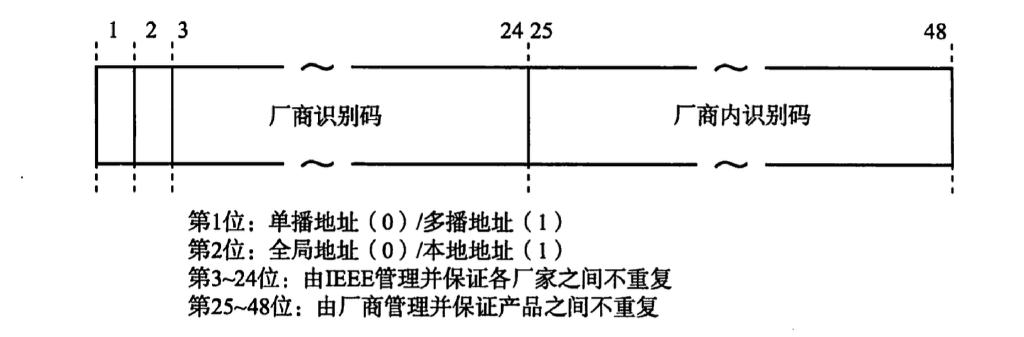 1 2 3 24 25 48
厂商识别码 厂商内识别码
第1位：单播地址（0）/多播地址（1）
第2位：全局地址（0）/本地地址（1）
第3~24位：由IEEE管理并保证各厂家之间不重复
第25~48位：由厂商管理并保证产品之间不重复